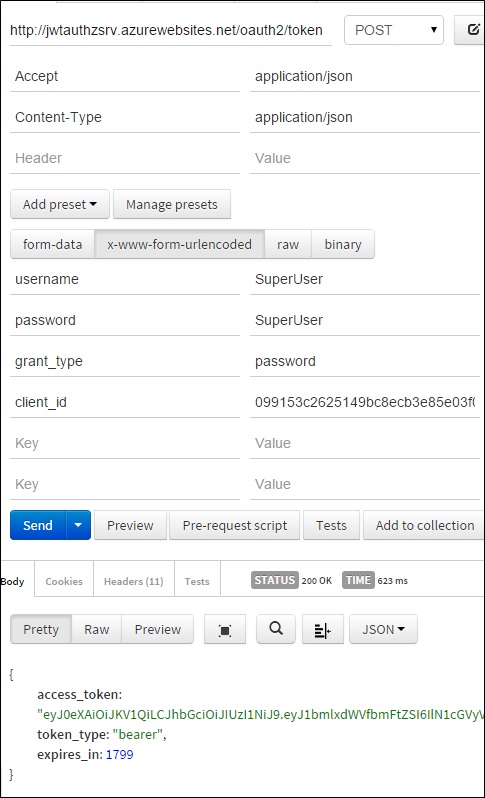 http://jwtauthzsrv.azurewebsites.net/oauth2/token POST
Accept application/json
Content-Type application/json
Header Value
Add preset Manage presets
form-data x-www-form-urlencoded raw binary
username SuperUser
password SuperUser
grant_type password
client_id 099153c2625149bc8ecb3e85e03f0
Key Value
Key Value
Send Preview Pre-request script Tests Add to collection
Body Cookies Headers (11) Tests STATUS 200 OK TIME 623 ms
Pretty Raw Preview JSON
{
access_token:
"eyJ0eXAiOiJKV1QiLCJhbGciOiJIUzI1NiJ9.eyJ1bmlxdWVfbmFtZSI6IlN1cGVyV
token_type: "bearer",
expires_in: 1799
}